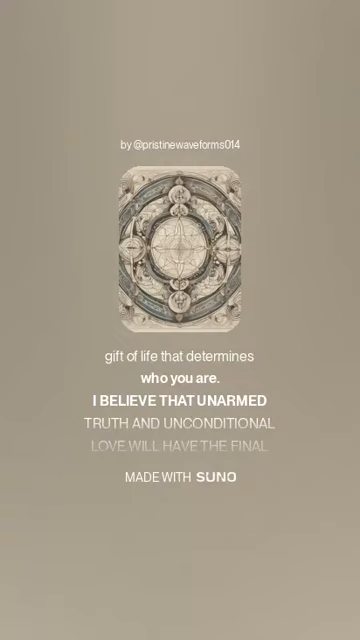 by @pristinewaveforms014
gift of life that determines
who you are.
I BELIEVE THAT UNARMED
TRUTH AND UNCONDITIONAL
LOVE WILL HAVE THE FINAL
MADE WITH SUNO